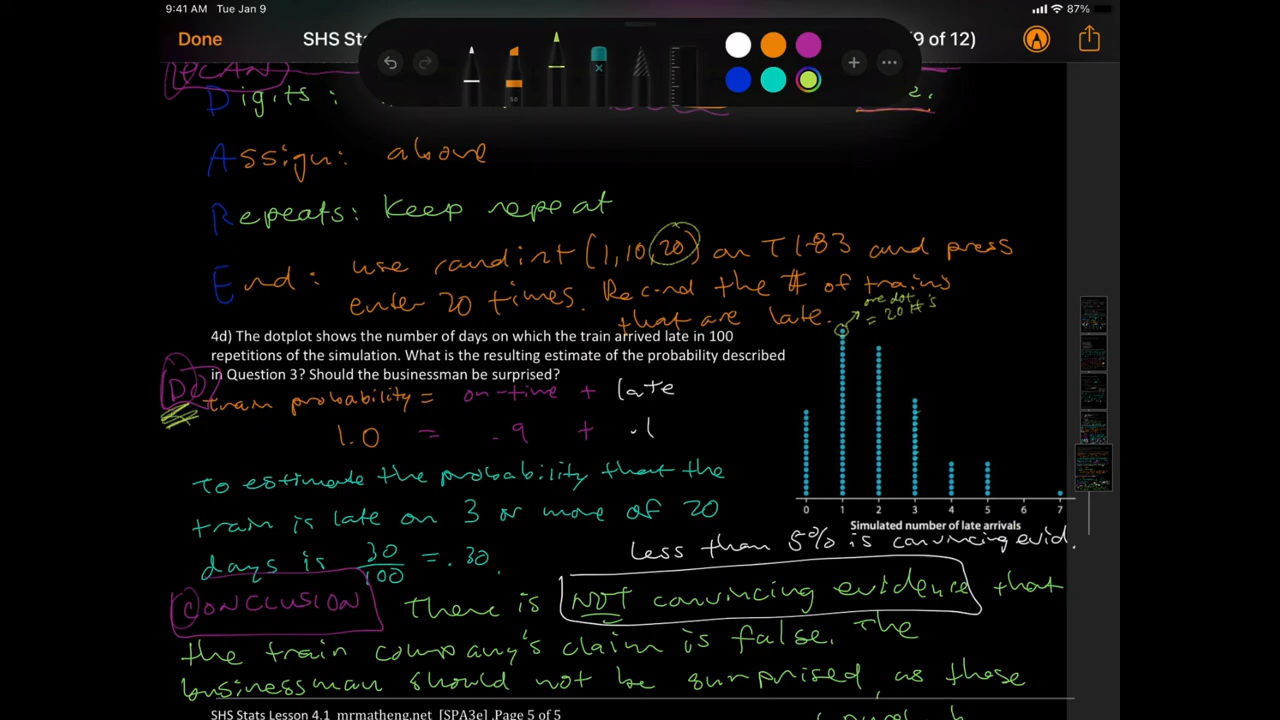 9:41 AM Tue Jan 9
87%
Done
SHS Sta
(9 of 12)
50
Digits :
Assign: above
Repeats: Keep repeat
End: use randint (1,10,20) on TI-83 and press
enter 20 times. Record the # of trains
that are late.
one dot
= 20 #'s
4d) The dotplot shows the number of days on which the train arrived late in 100
repetitions of the simulation. What is the resulting estimate of the probability described
in Question 3? Should the businessman be surprised?
DO
train probability = on-time + late
1.0 = .9 + .1
To estimate the probability that the
train is late on 3 or more of 20
days is 30/100 = .30.
0 1 2 3 4 5 6 7
Simulated number of late arrivals
Less than 5% is convincing evid.
CONCLUSION There is NOT convincing evidence that
the train company's claim is false. The
businessman should not be surprised, as these
SHS Stats Lesson 4.1 mrmatheng.net [SPA3e] ,Page 5 of 5